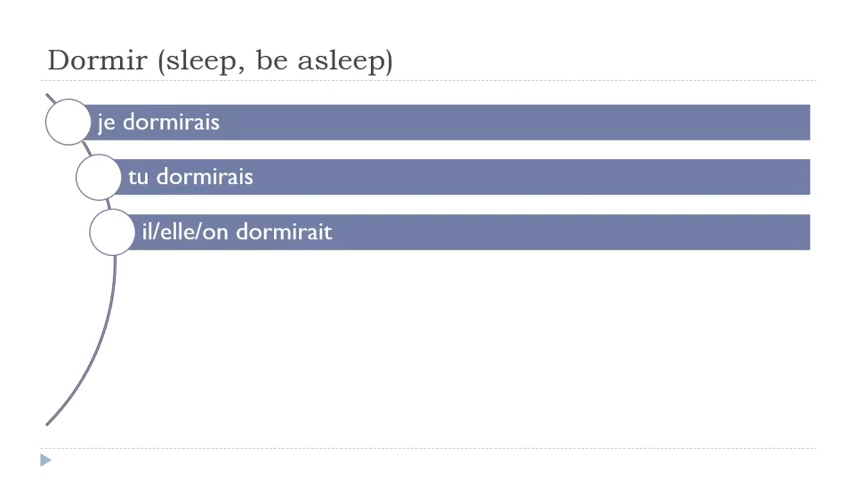 Dormir (sleep, be asleep)
je dormirais
tu dormirais
il/elle/on dormirait